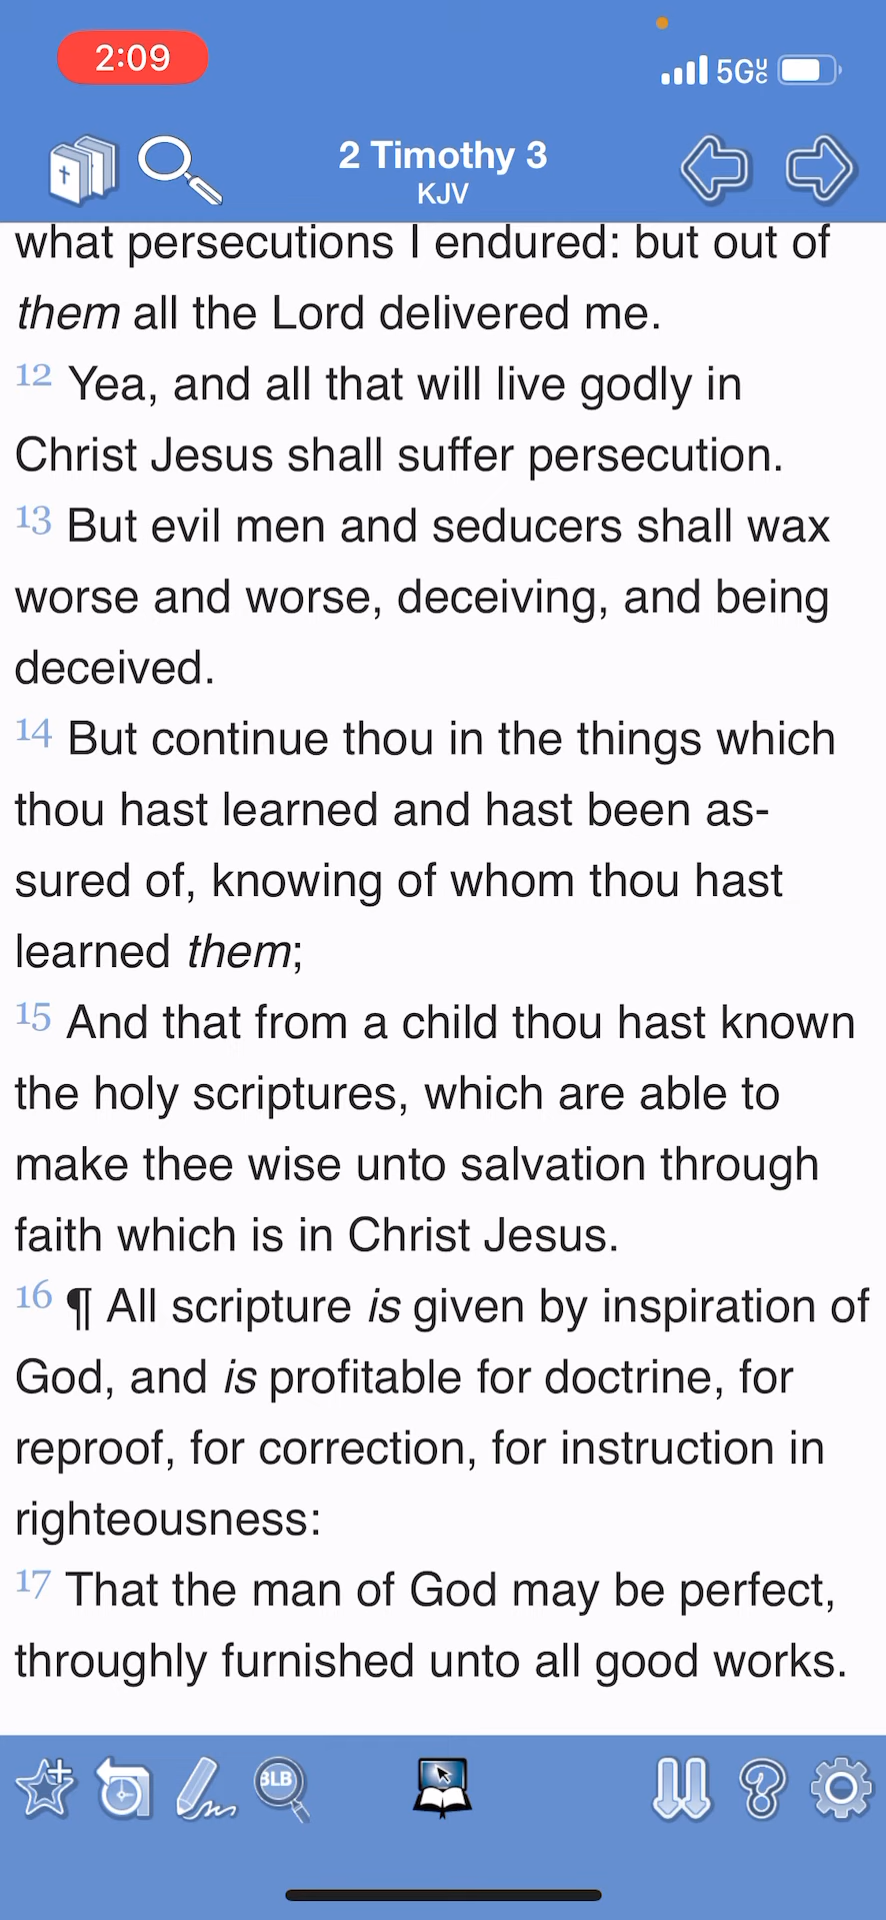 2:09
5GUC
2 Timothy 3
KJV
what persecutions I endured: but out of
them all the Lord delivered me.
12 Yea, and all that will live godly in
Christ Jesus shall suffer persecution.
13 But evil men and seducers shall wax
worse and worse, deceiving, and being
deceived.
14 But continue thou in the things which
thou hast learned and hast been as-
sured of, knowing of whom thou hast
learned them;
15 And that from a child thou hast known
the holy scriptures, which are able to
make thee wise unto salvation through
faith which is in Christ Jesus.
16 ¶ All scripture is given by inspiration of
God, and is profitable for doctrine, for
reproof, for correction, for instruction in
righteousness:
17 That the man of God may be perfect,
throughly furnished unto all good works.
BLB